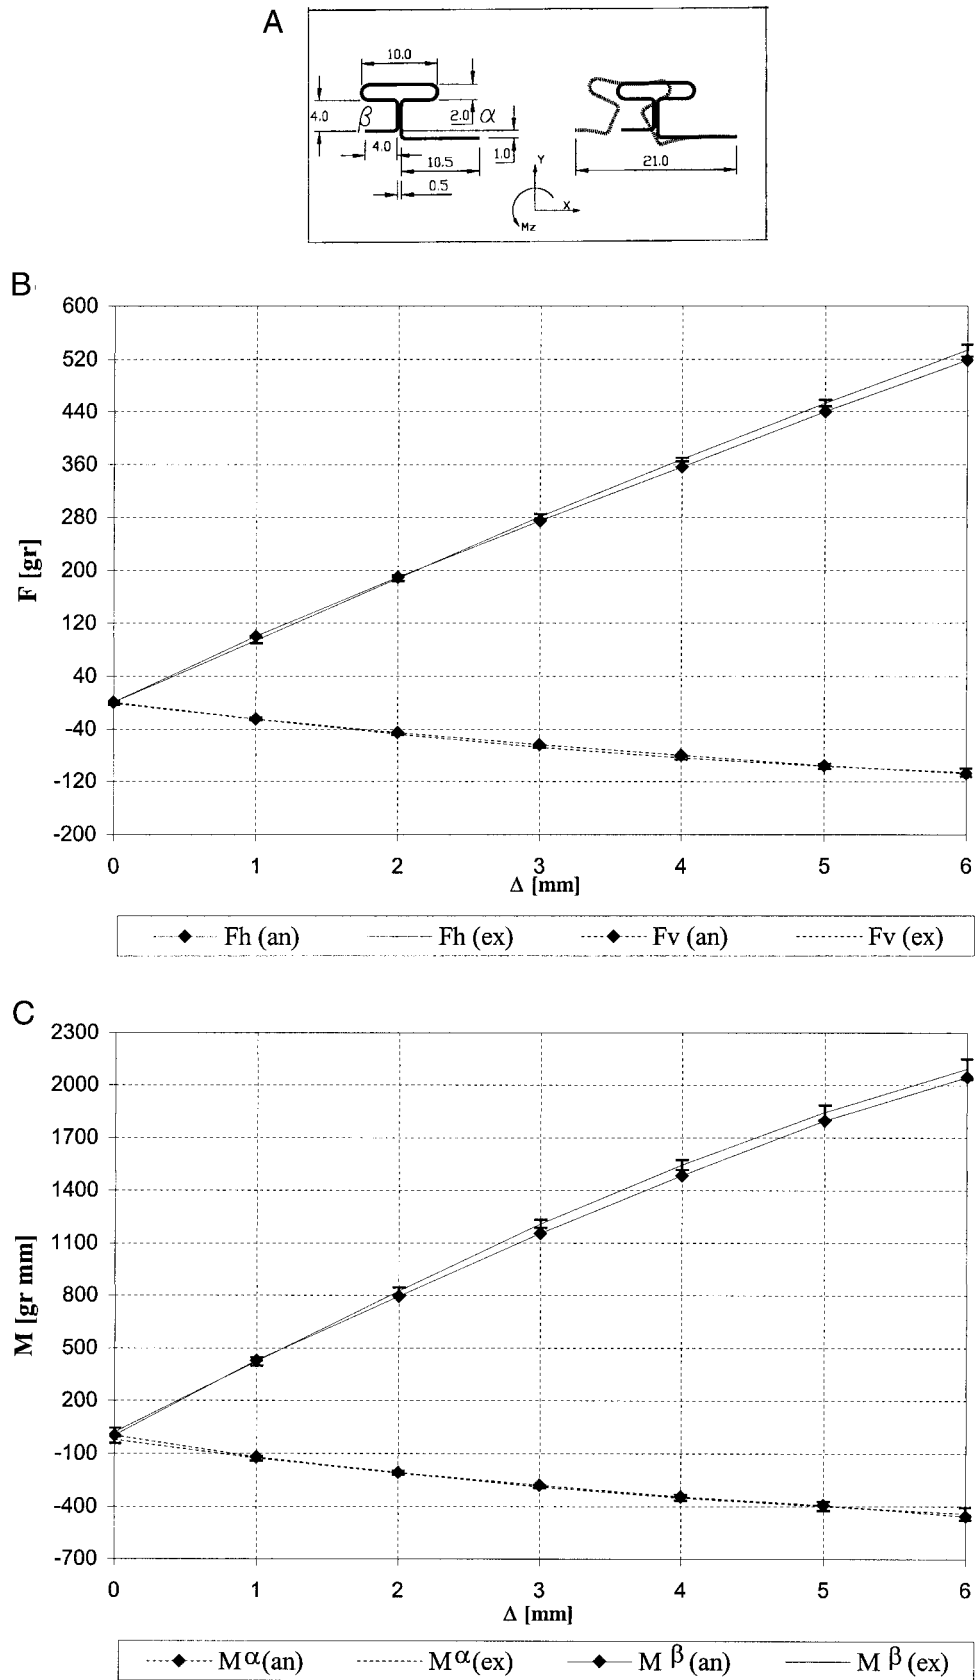 A
10.0
4.0
β
2.0
α
4.0
1.0
10.5
0.5
21.0
Y
X
Mz
B
600
520
440
360
280
200
120
40
-40
-120
-200
F [gr]
0 1 2 3 4 5 6
Δ [mm]
Fh (an) Fh (ex) Fv (an) Fv (ex)
C
2300
2000
1700
1400
1100
800
500
200
-100
-400
-700
M [gr mm]
0 1 2 3 4 5 6
Δ [mm]
Mα(an) Mα(ex) M β (an) M β (ex)